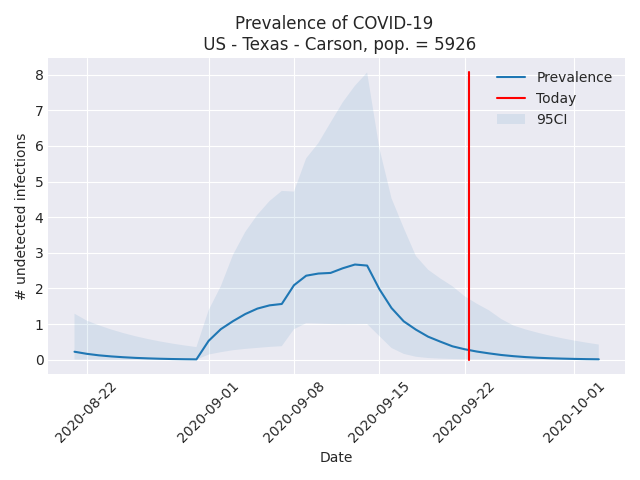 Prevalence of COVID-19
US - Texas - Carson, pop. = 5926
Prevalence
Today
95CI
# undetected infections
8
7
6
5
4
3
2
1
0
2020-08-22
2020-09-01
2020-09-08
2020-09-15
2020-09-22
2020-10-01
Date